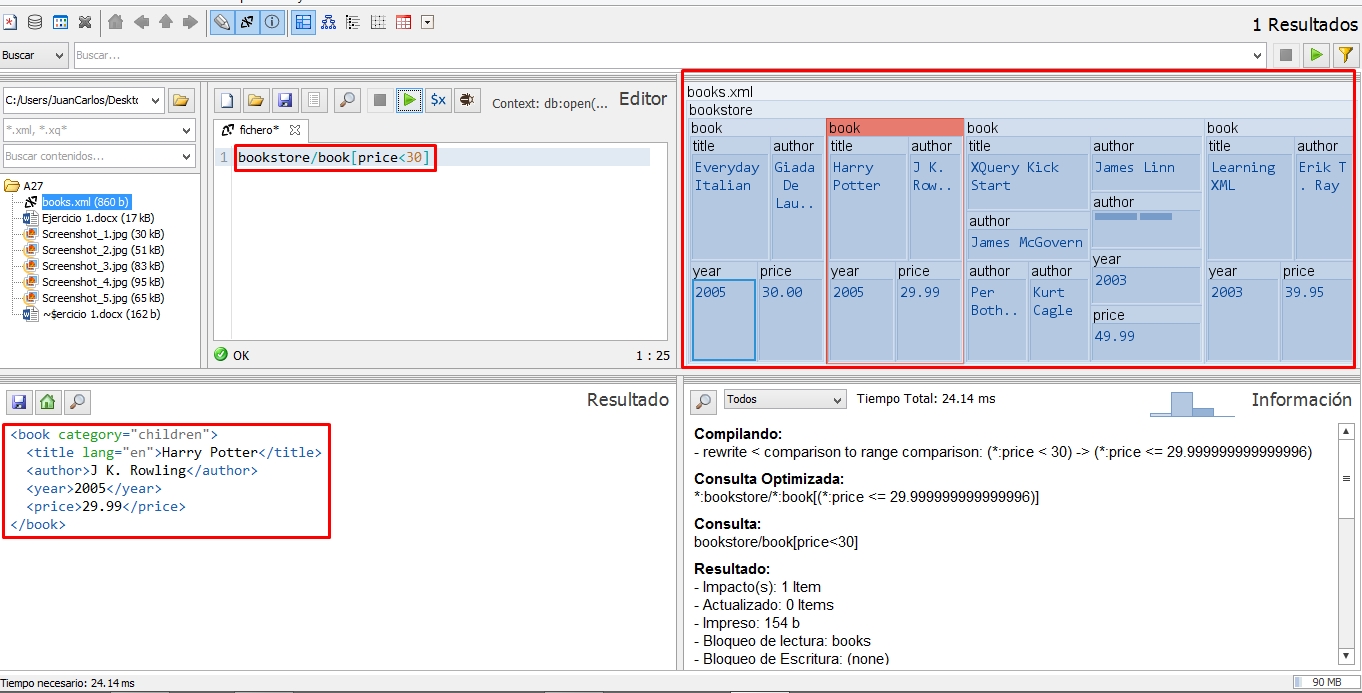 1 Resultados
Buscar
Buscar...
C:/Users/JuanCarlos/Deskto
*.xml, *.xq*
Buscar contenidos...
A27
books.xml (860 b)
Ejercicio 1.docx (17 kB)
Screenshot_1.jpg (30 kB)
Screenshot_2.jpg (51 kB)
Screenshot_3.jpg (83 kB)
Screenshot_4.jpg (95 kB)
Screenshot_5.jpg (65 kB)
~$ercicio 1.docx (162 b)
$x
Context: db:open(...
Editor
fichero*
1 bookstore/book[price<30]
OK
1 : 25
books.xml
bookstore
book
title
Everyday
Italian
author
Giada
De
Lau..
year
2005
price
30.00
book
title
Harry
Potter
author
J K.
Row..
year
2005
price
29.99
book
title
XQuery Kick
Start
author
James McGovern
author
Per
Both..
author
Kurt
Cagle
author
James Linn
author
year
2003
price
49.99
book
title
Learning
XML
author
Erik T
. Ray
year
2003
price
39.95
Resultado
<book category="children">
<title lang="en">Harry Potter</title>
<author>J K. Rowling</author>
<year>2005</year>
<price>29.99</price>
</book>
Todos
Tiempo Total: 24.14 ms
Información
Compilando:
- rewrite < comparison to range comparison: (*:price < 30) -> (*:price <= 29.999999999999996)
Consulta Optimizada:
*:bookstore/*:book[(*:price <= 29.999999999999996)]
Consulta:
bookstore/book[price<30]
Resultado:
- Impacto(s): 1 Item
- Actualizado: 0 Items
- Impreso: 154 b
- Bloqueo de lectura: books
- Bloqueo de Escritura: (none)
Tiempo necesario: 24.14 ms
90 MB